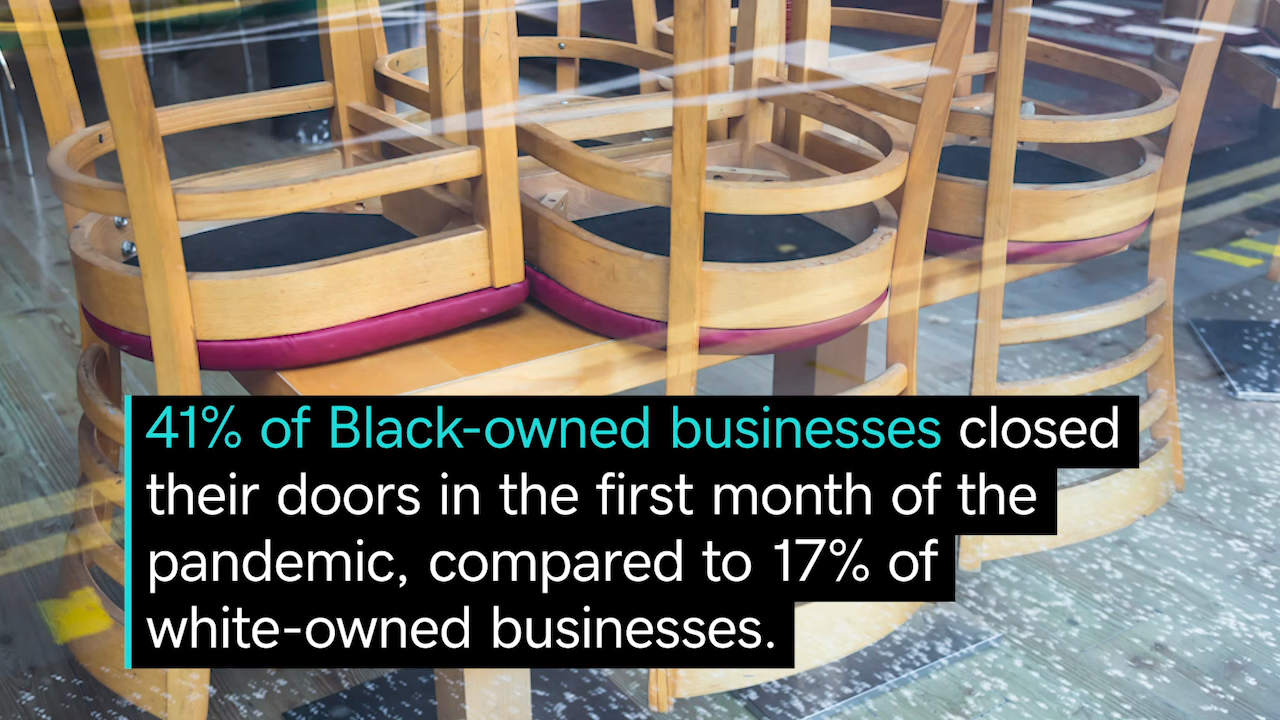 41% of Black-owned businesses closed
their doors in the first month of the
pandemic, compared to 17% of
white-owned businesses.